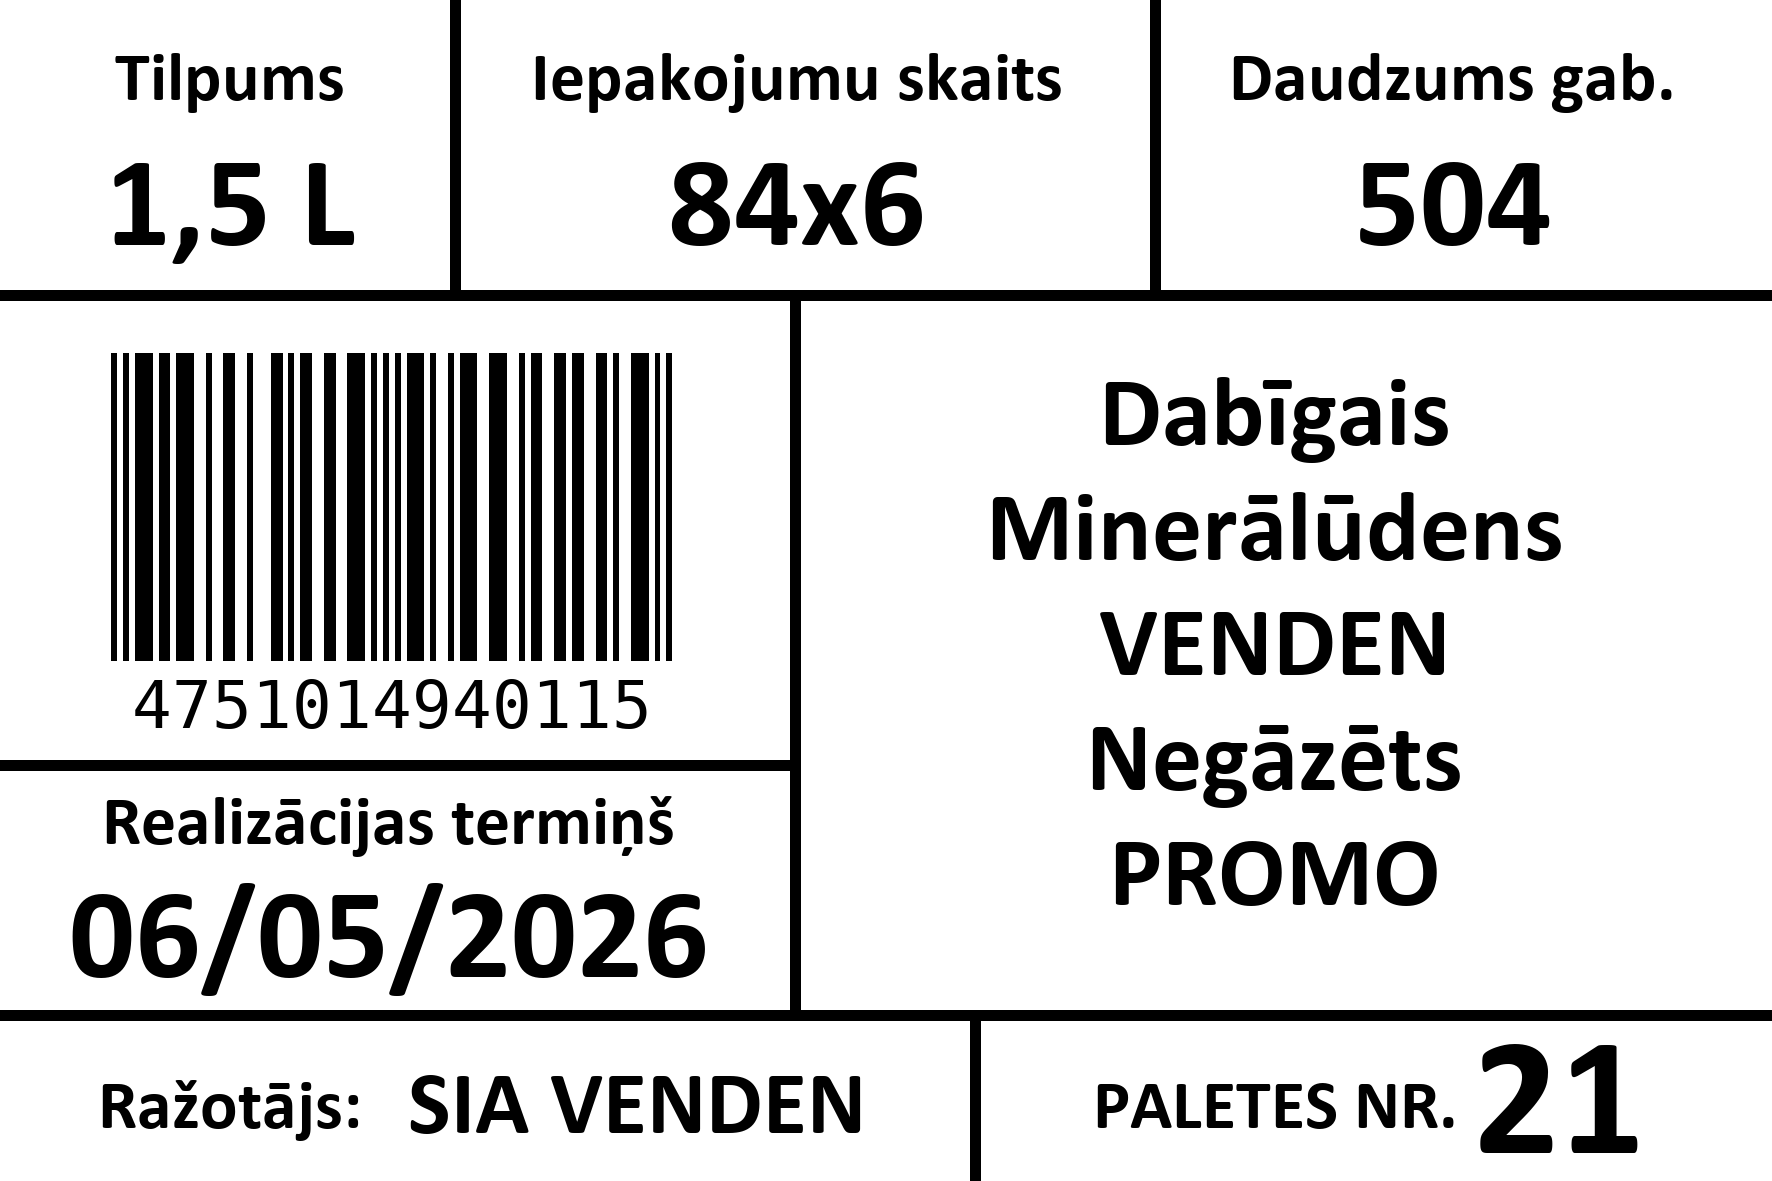 Tilpums
1,5 L
Iepakojumu skaits
84x6
Daudzums gab.
504
4751014940115
Realizācijas termiņš
06/05/2026
Dabīgais
Minerālūdens
VENDEN
Negāzēts
PROMO
Ražotājs: SIA VENDEN
PALETES NR. 21